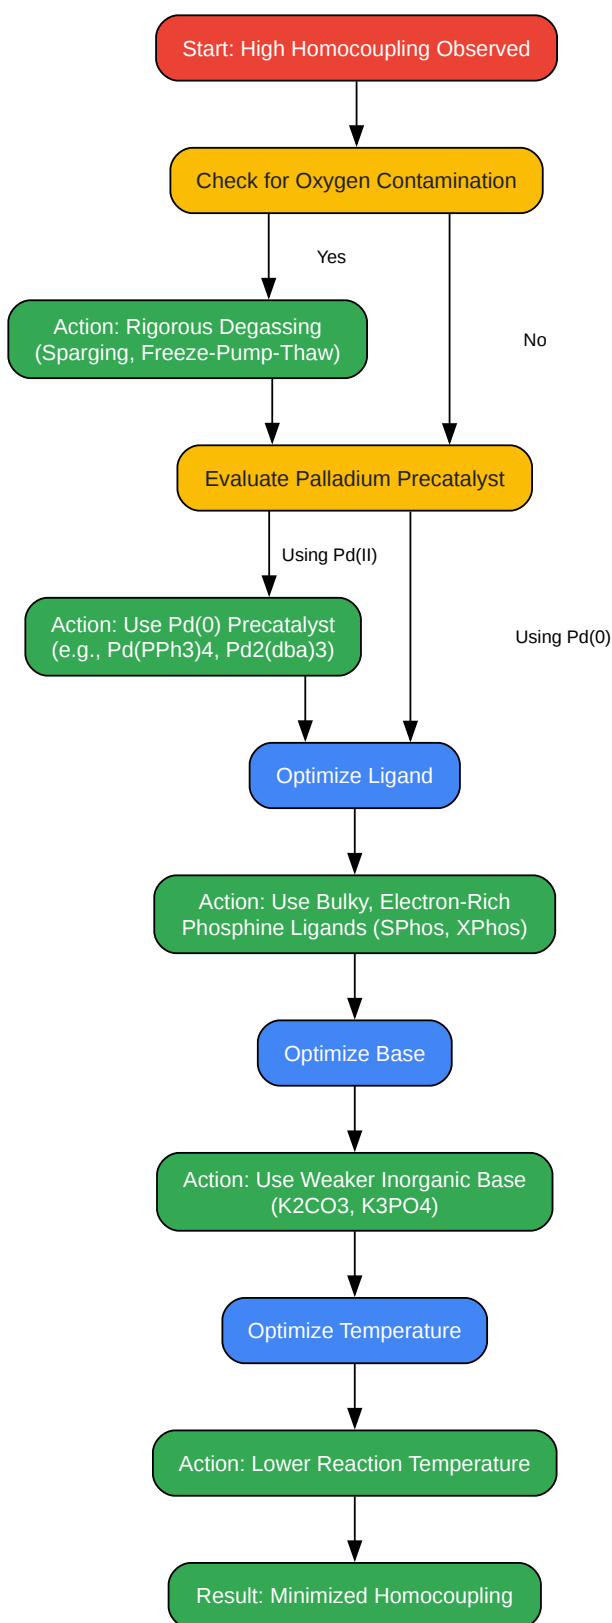 Start: High Homocoupling Observed
Check for Oxygen Contamination
Yes
Action: Rigorous Degassing
(Sparging, Freeze-Pump-Thaw)
No
Evaluate Palladium Precatalyst
Using Pd(II)
Action: Use Pd(0) Precatalyst
(e.g., Pd(PPh3)4, Pd2(dba)3)
Using Pd(0)
Optimize Ligand
Action: Use Bulky, Electron-Rich
Phosphine Ligands (SPhos, XPhos)
Optimize Base
Action: Use Weaker Inorganic Base
(K2CO3, K3PO4)
Optimize Temperature
Action: Lower Reaction Temperature
Result: Minimized Homocoupling